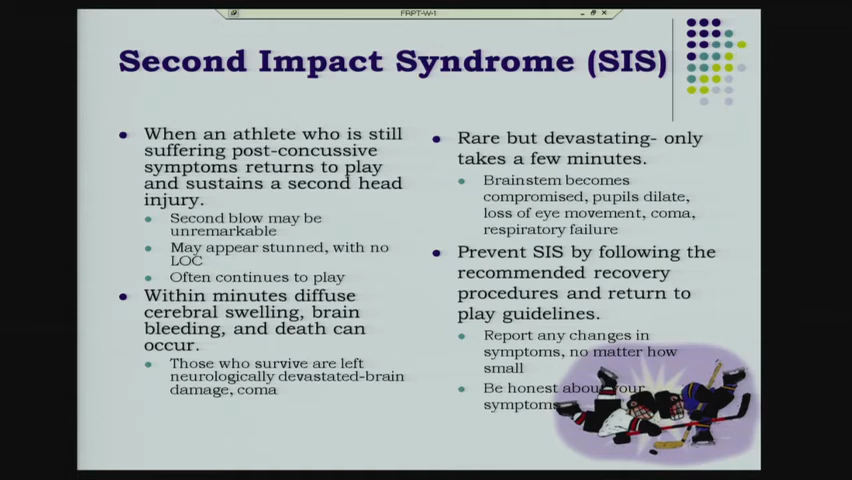 FRPT-W-1
Second Impact Syndrome (SIS)
When an athlete who is still
suffering post-concussive
symptoms returns to play
and sustains a second head
injury.
Second blow may be
unremarkable
May appear stunned, with no
LOC
Often continues to play
Within minutes diffuse
cerebral swelling, brain
bleeding, and death can
occur.
Those who survive are left
neurologically devastated-brain
damage, coma
Rare but devastating- only
takes a few minutes.
Brainstem becomes
compromised, pupils dilate,
loss of eye movement, coma,
respiratory failure
Prevent SIS by following the
recommended recovery
procedures and return to
play guidelines.
Report any changes in
symptoms, no matter how
small
Be honest about your
symptoms